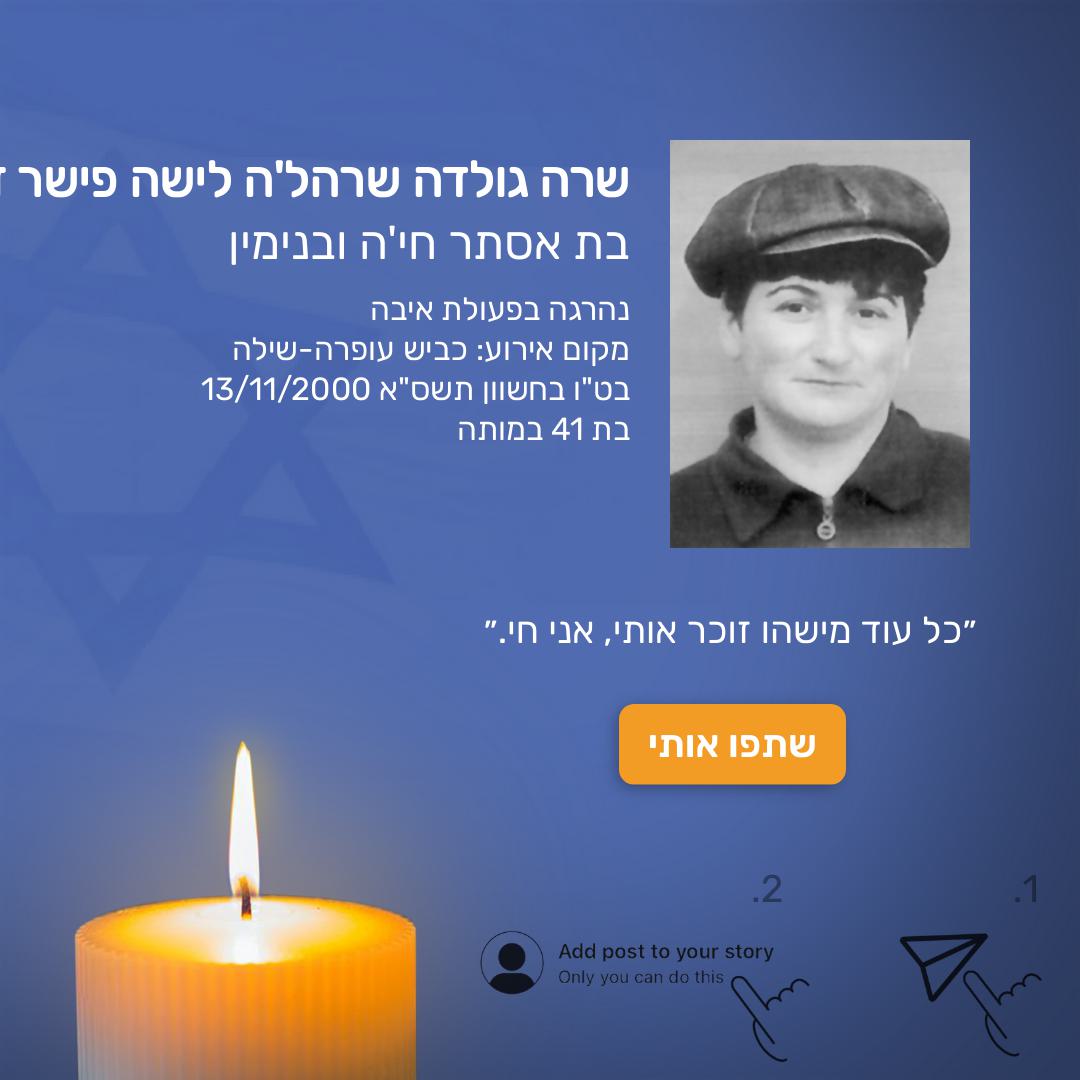 שרה גולדה שרהל'ה לישה פישר
בת אסתר חי'ה ובנימין
נהרגה בפעולת איבה
מקום אירוע: כביש עופרה-שילה
בט"ו בחשוון תשס"א 13/11/2000
בת 41 במותה
״כל עוד מישהו זוכר אותי, אני חי.״
שתפו אותי
.1
.2
Add post to your story
Only you can do this